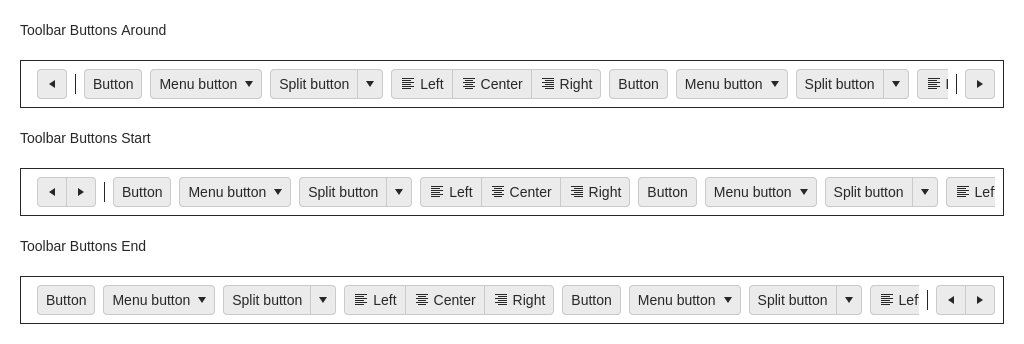 Toolbar Buttons Around
Button Menu button Split button Left Center Right Button Menu button Split button
Toolbar Buttons Start
Button Menu button Split button Left Center Right Button Menu button Split button Lef
Toolbar Buttons End
Button Menu button Split button Left Center Right Button Menu button Split button Lef